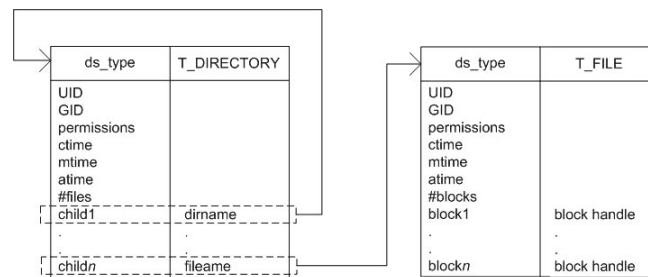 ds_type T_DIRECTORY
UID
GID
permissions
ctime
mtime
atime
#files
child1 dirname
. .
. .
childn fileame
ds_type T_FILE
UID
GID
permissions
ctime
mtime
atime
#blocks
block1 block handle
. .
. .
blockn block handle